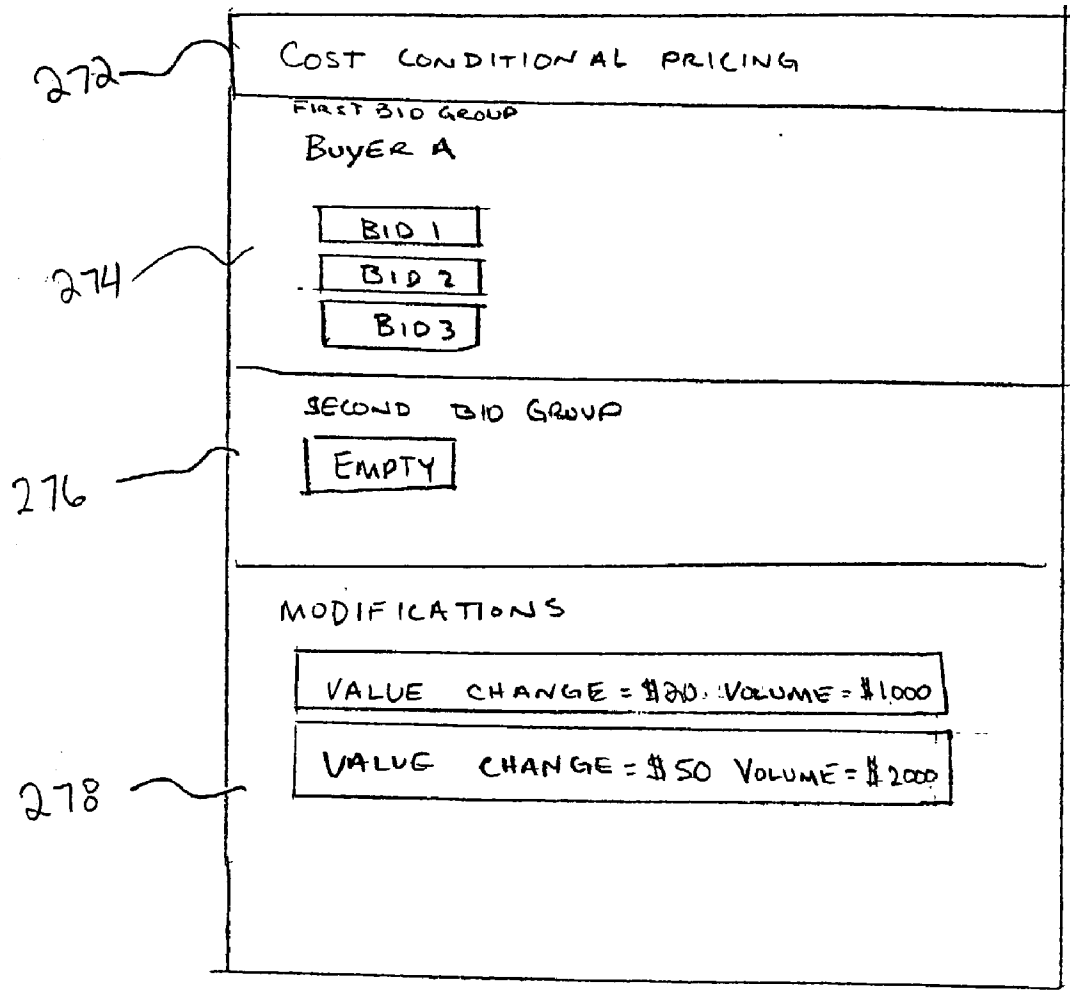 272
COST CONDITIONAL PRICING
FIRST BID GROUP
BUYER A
BID 1
274
BID 2
BID 3
SECOND BID GROUP
EMPTY
276
MODIFICATIONS
VALUE CHANGE = $20. VOLUME = $1000
VALUE CHANGE = $50 VOLUME = $2000
278